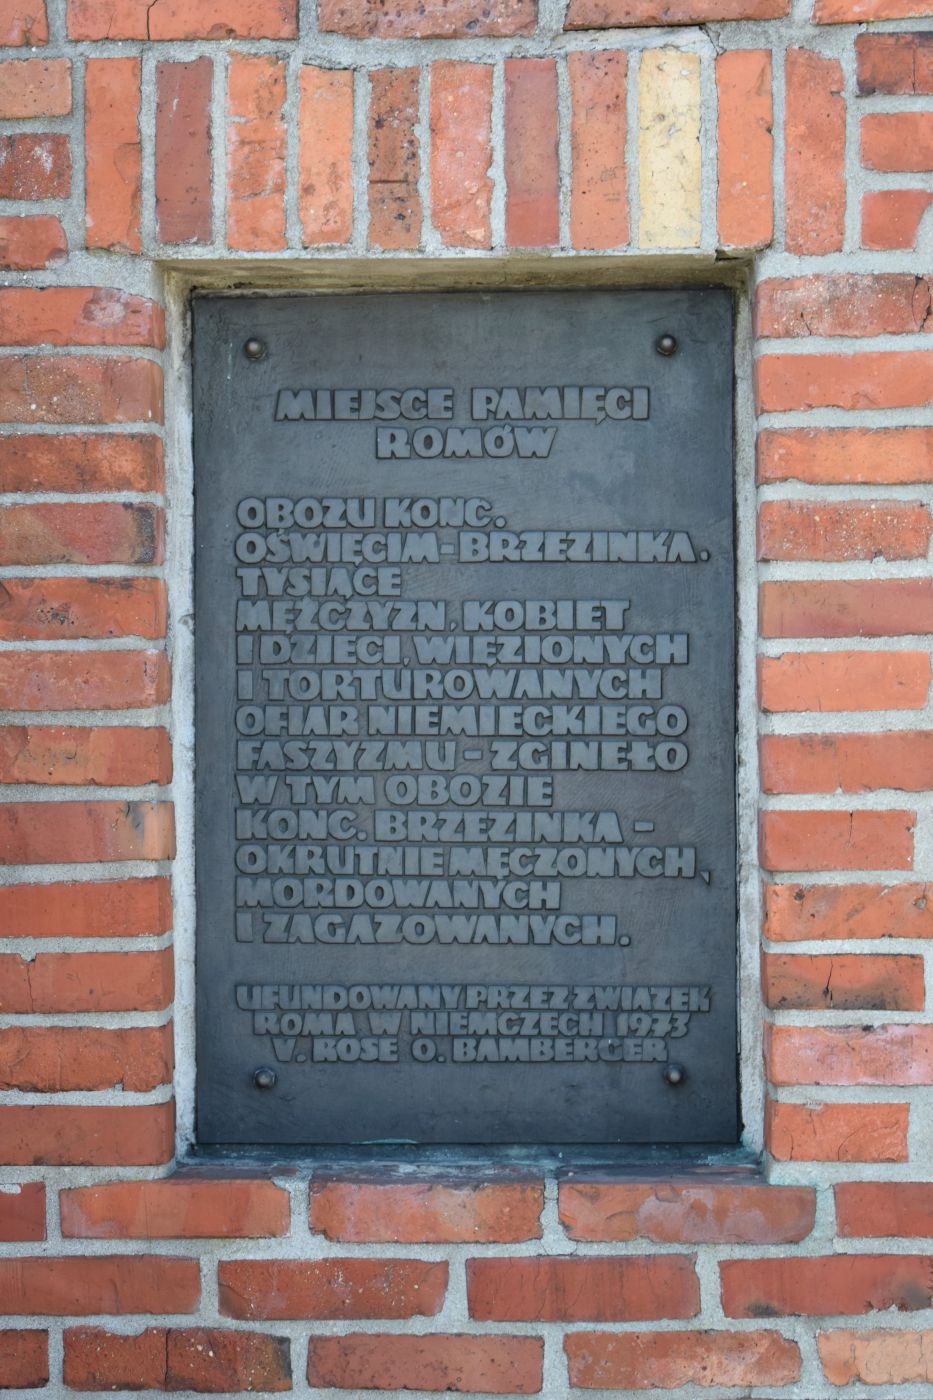 MIEJSCE PAMIĘCI
ROMÓW
OBOZU KONC.
OŚWIĘCIM-BRZEZINKA.
TYSIĄCE
MĘŻCZYZN, KOBIET
I DZIECI, WIĘZIONYCH
I TORTUROWANYCH
OFIAR NIEMIECKIEGO
FASZYZMU - ZGINEŁO
W TYM OBOZIE
KONC. BRZEZINKA -
OKRUTNIE MĘCZONYCH,
MORDOWANYCH
I ZAGAZOWANYCH.
UFUNDOWANY PRZEZ ZWIAZEK
ROMA W NIEMCZECH 1973
V. ROSE O. BAMBERGER